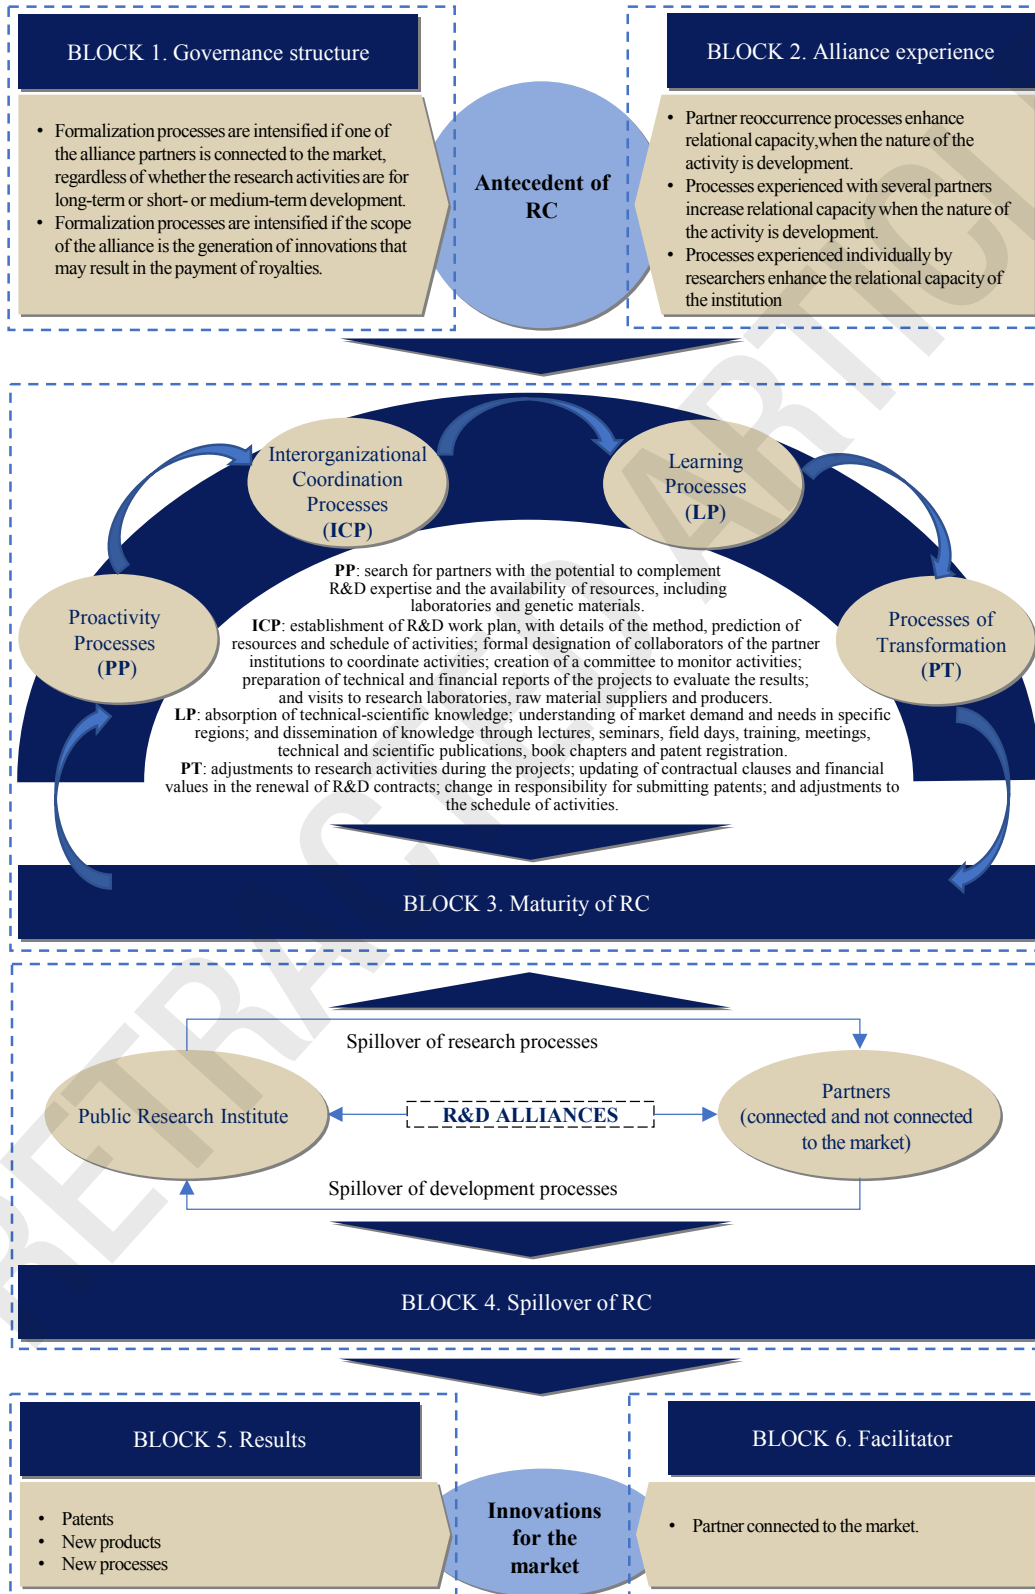 BLOCK 1. Governance structure
• Formalization processes are intensified if one of
the alliance partners is connected to the market,
regardless of whether the research activities are for
long-term or short- or medium-term development.
• Formalization processes are intensified if the scope
of the alliance is the generation of innovations that
may result in the payment of royalties.
Antecedent of
RC
BLOCK 2. Alliance experience
• Partner reoccurrence processes enhance
relational capacity,when the nature of the
activity is development.
• Processes experienced with several partners
increase relational capacity when the nature of
the activity is development.
• Processes experienced individually by
researchers enhance the relational capacity of
the institution
Proactivity
Processes
(PP)
Interorganizational
Coordination
Processes
(ICP)
Learning
Processes
(LP)
Processes of
Transformation
(PT)
PP: search for partners with the potential to complement
R&D expertise and the availability of resources, including
laboratories and genetic materials.
ICP: establishment of R&D work plan, with details of the method, prediction of
resources and schedule of activities; formal designation of collaborators of the partner
institutions to coordinate activities; creation of a committee to monitor activities;
preparation of technical and financial reports of the projects to evaluate the results;
and visits to research laboratories, raw material suppliers and producers.
LP: absorption of technical-scientific knowledge; understanding of market demand and needs in specific
regions; and dissemination of knowledge through lectures, seminars, field days, training, meetings,
technical and scientific publications, book chapters and patent registration.
PT: adjustments to research activities during the projects; updating of contractual clauses and financial
values in the renewal of R&D contracts; change in responsibility for submitting patents; and adjustments to
the schedule of activities.
BLOCK 3. Maturity of RC
Spillover of research processes
Public Research Institute
R&D ALLIANCES
Partners
(connected and not connected
to the market)
Spillover of development processes
BLOCK 4. Spillover of RC
BLOCK 5. Results
• Patents
• New products
• New processes
Innovations
for the
market
BLOCK 6. Facilitator
• Partner connected to the market.
RETRACTED ARTICL